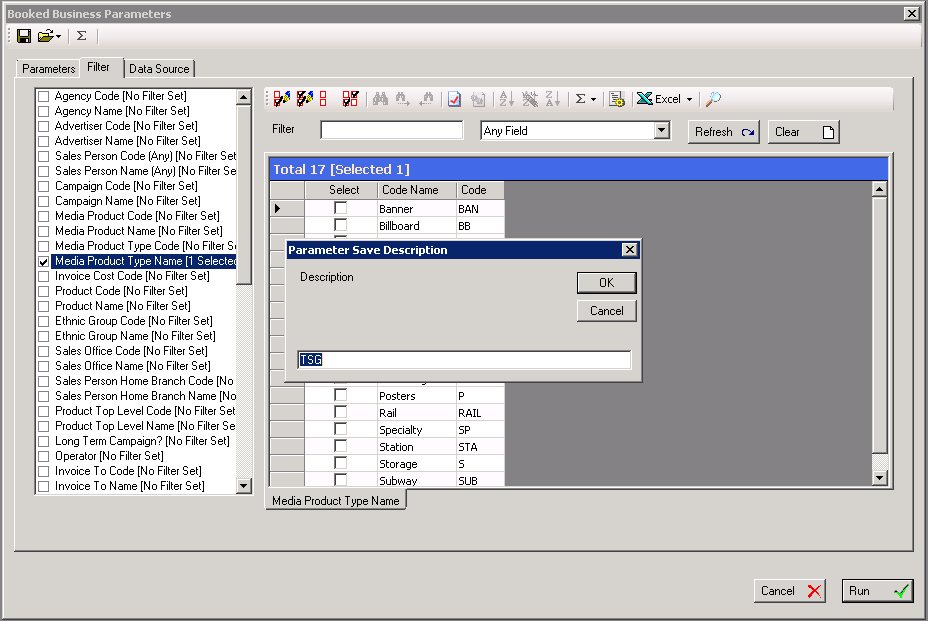 Booked Business Parameters
Σ
Parameters Filter Data Source
Agency Code [No Filter Set]
Agency Name [No Filter Set]
Advertiser Code [No Filter Set]
Advertiser Name [No Filter Set]
Sales Person Code (Any) [No Filter Set
Sales Person Name (Any) [No Filter Se
Campaign Code [No Filter Set]
Campaign Name [No Filter Set]
Media Product Code [No Filter Set]
Media Product Name [No Filter Set]
Media Product Type Code [No Filter Se
Media Product Type Name [1 Selected
Invoice Cost Code [No Filter Set]
Product Code [No Filter Set]
Product Name [No Filter Set]
Ethnic Group Code [No Filter Set]
Ethnic Group Name [No Filter Set]
Sales Office Code [No Filter Set]
Sales Office Name [No Filter Set]
Sales Person Home Branch Code [No
Sales Person Home Branch Name [No
Product Top Level Code [No Filter Set
Product Top Level Name [No Filter Se
Long Term Campaign? [No Filter Set]
Operator [No Filter Set]
Invoice To Code [No Filter Set]
Invoice To Name [No Filter Set]
Σ Excel
Filter Any Field Refresh Clear
Total 17 [Selected 1]
Select Code Name Code
Banner BAN
Billboard BB
Parameter Save Description
Description
OK
Cancel
TSG
Posters P
Rail RAIL
Specialty SP
Station STA
Storage S
Subway SUB
Media Product Type Name
Cancel Run